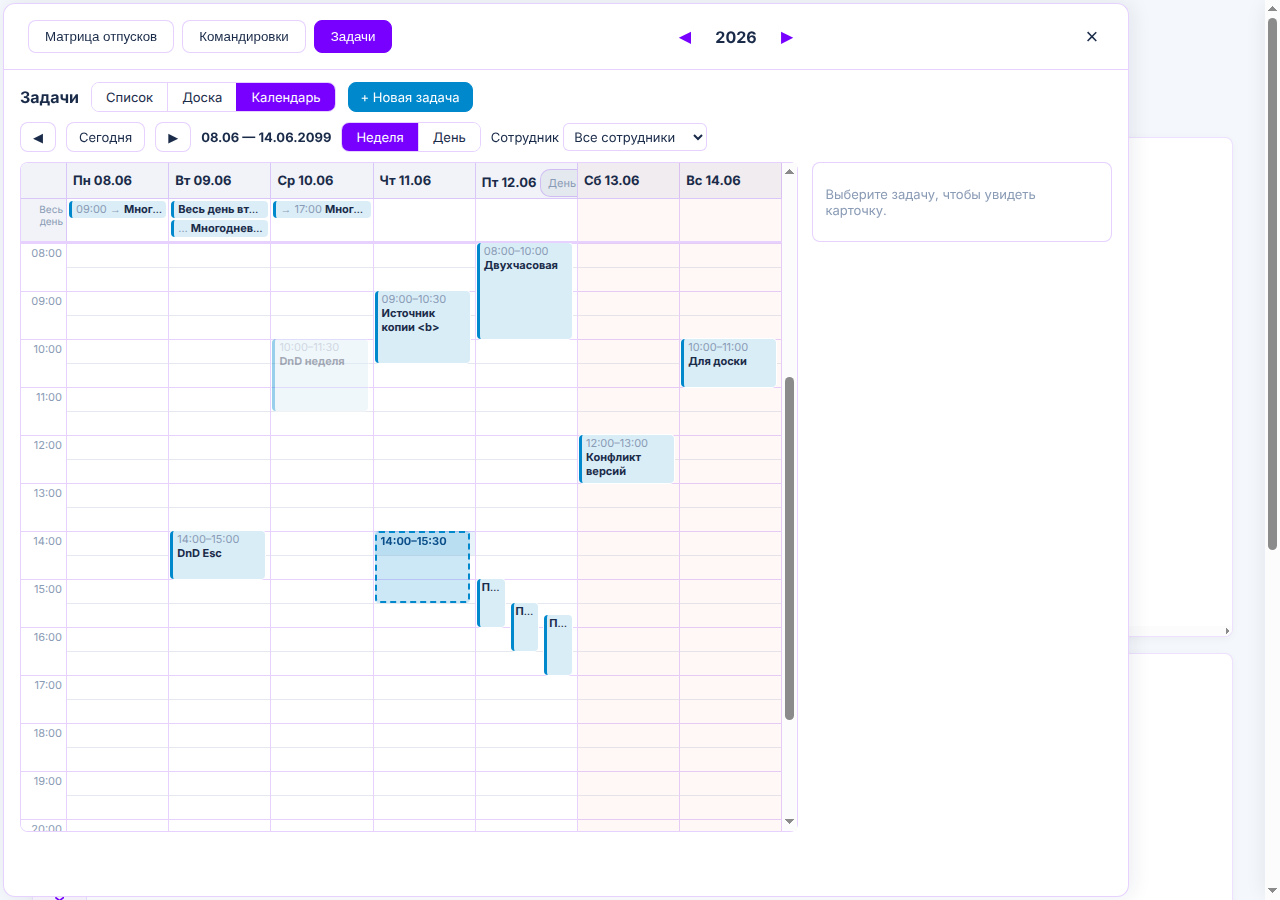 Матрица отпусков
Командировки
Задачи
◀ 2026 ▶
×
Задачи
Список
Доска
Календарь
+ Новая задача
◀
Сегодня
▶
08.06 — 14.06.2099
Неделя
День
Сотрудник
Все сотрудники
Пн 08.06
Вт 09.06
Ср 10.06
Чт 11.06
Пт 12.06
День
Сб 13.06
Вс 14.06
Весь
день
09:00 → Мног...
Весь день вт...
... Многоднев...
→ 17:00 Мног...
Выберите задачу, чтобы увидеть
карточку.
08:00
08:00–10:00
Двухчасовая
09:00
09:00–10:30
Источник
копии <b>
10:00
10:00–11:30
DnD неделя
10:00–11:00
Для доски
11:00
12:00
12:00–13:00
Конфликт
версий
13:00
14:00
14:00–15:00
DnD Esc
14:00–15:30
15:00
П...
П...
П...
16:00
17:00
18:00
19:00
20:00